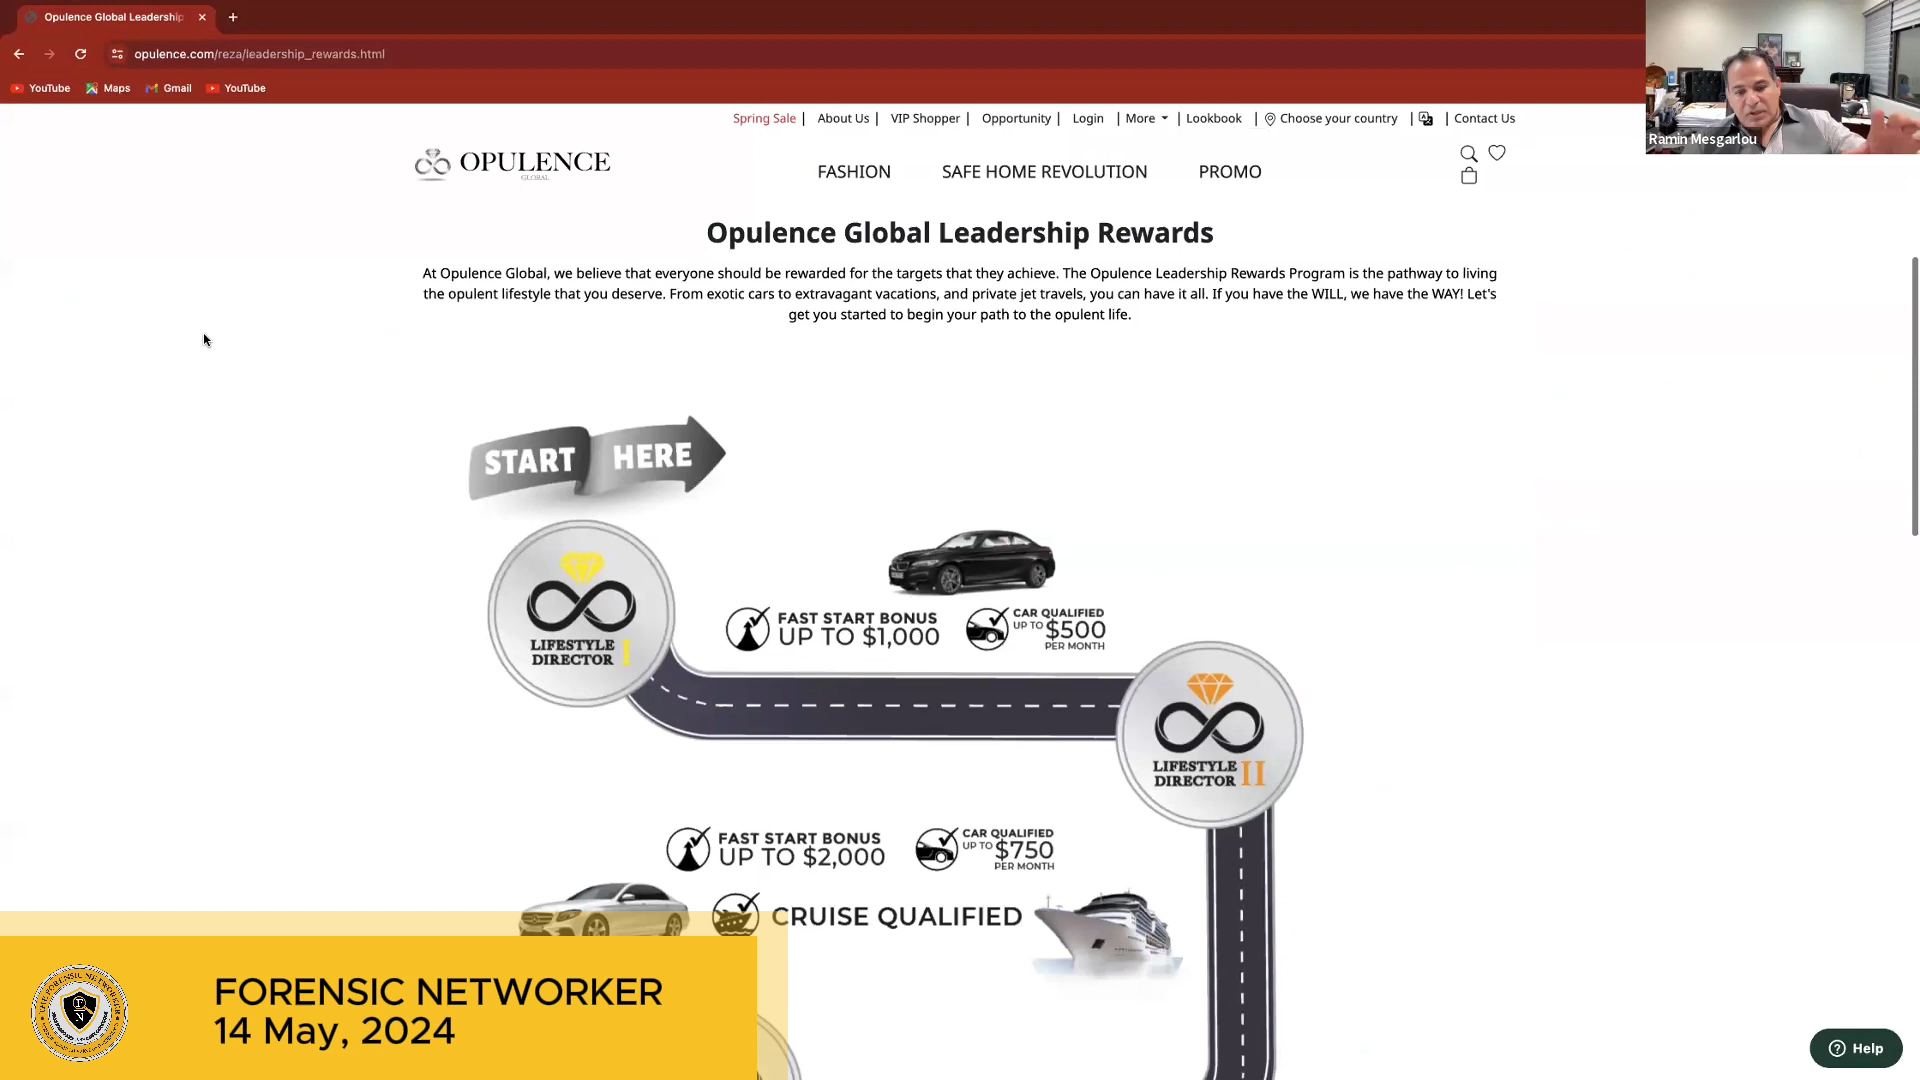 Opulence Global Leadership
opulence.com/reza/leadership_rewards.html
YouTube
Maps
Gmail
YouTube
Ramin Mesgarlou
Spring Sale | About Us | VIP Shopper | Opportunity | Login | More | Lookbook | Choose your country | | Contact Us
OPULENCE
GLOBAL
FASHION
SAFE HOME REVOLUTION
PROMO
Opulence Global Leadership Rewards
At Opulence Global, we believe that everyone should be rewarded for the targets that they achieve. The Opulence Leadership Rewards Program is the pathway to living
the opulent lifestyle that you deserve. From exotic cars to extravagant vacations, and private jet travels, you can have it all. If you have the WILL, we have the WAY! Let's
get you started to begin your path to the opulent life.
START HERE
LIFESTYLE
DIRECTOR I
FAST START BONUS
UP TO $1,000
CAR QUALIFIED
UP TO $500
PER MONTH
LIFESTYLE
DIRECTOR II
FAST START BONUS
UP TO $2,000
CAR QUALIFIED
UP TO $750
PER MONTH
CRUISE QUALIFIED
FORENSIC NETWORKER
14 May, 2024
Help